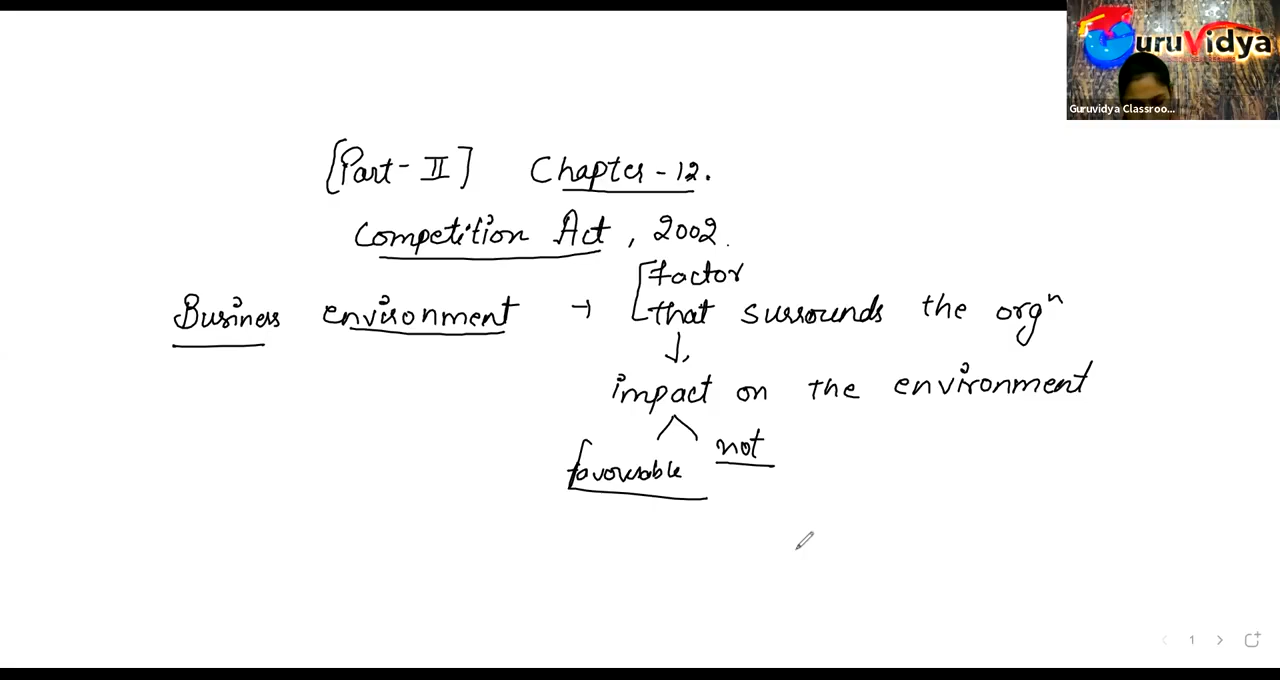 GuruVidya
Guruvidya Classroo...
[Part - II] Chapter - 12.
Competition Act, 2002.
Business environment → [factor
that surrounds the orgⁿ
↓
impact on the environment
favourable not
1